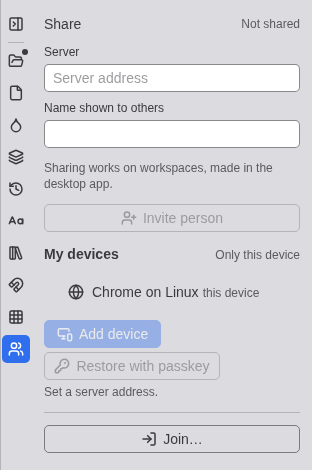 Share
Not shared
Server
Server address
Name shown to others
Sharing works on workspaces, made in the
desktop app.
Invite person
My devices
Only this device
Chrome on Linux this device
Add device
Restore with passkey
Set a server address.
Join…
Aa